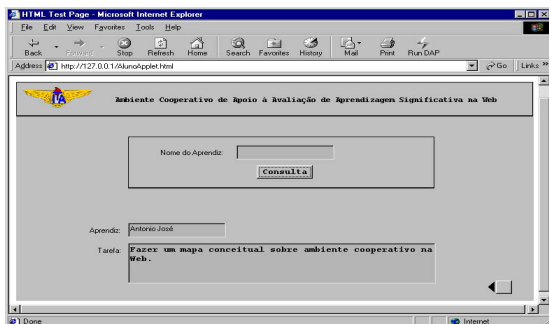 HTML Test Page - Microsoft Internet Explorer
File Edit View Favorites Tools Help
Back Forward Stop Refresh Home Search Favorites History Mail Print Run DAP
Address http://127.0.0.1/AlunoApplet.html Go Links »
ITA Ambiente Cooperativo de Apoio à Avaliação de Aprendizagem Significativa na Web
Nome do Aprendiz:
Consulta
Aprendiz: Antonio José
Tarefa: Fazer um mapa conceitual sobre ambiente cooperativo na
Web.
Done Internet